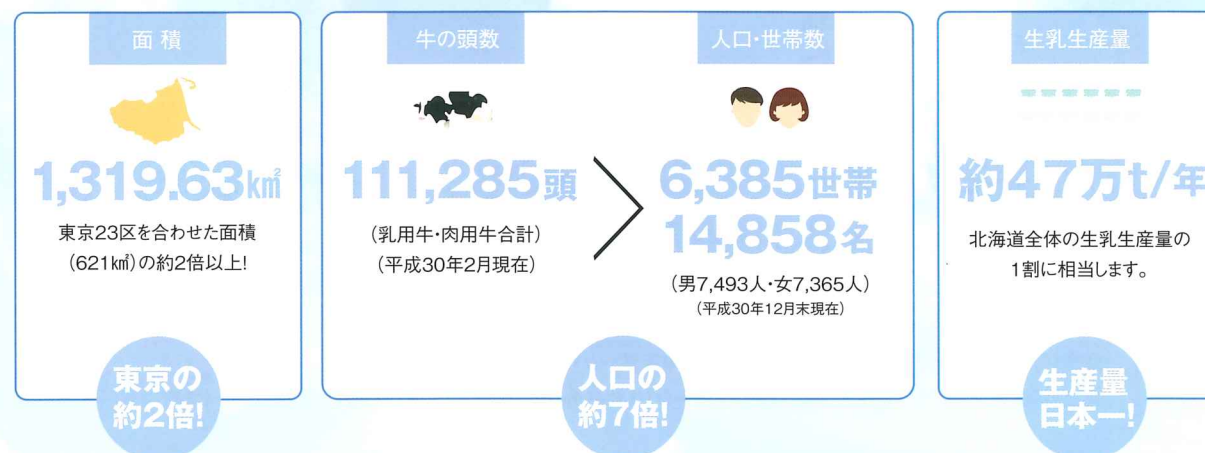 面積
1,319.63㎢
東京23区を合わせた面積
(621㎢)の約2倍以上!
東京の
約2倍!
牛の頭数
111,285頭
(乳用牛・肉用牛合計)
(平成30年2月現在)
>
人口・世帯数
6,385世帯
14,858名
(男7,493人・女7,365人)
(平成30年12月末現在)
人口の
約7倍!
生乳生産量
約47万t/年
北海道全体の生乳生産量の
1割に相当します。
生産量
日本一!